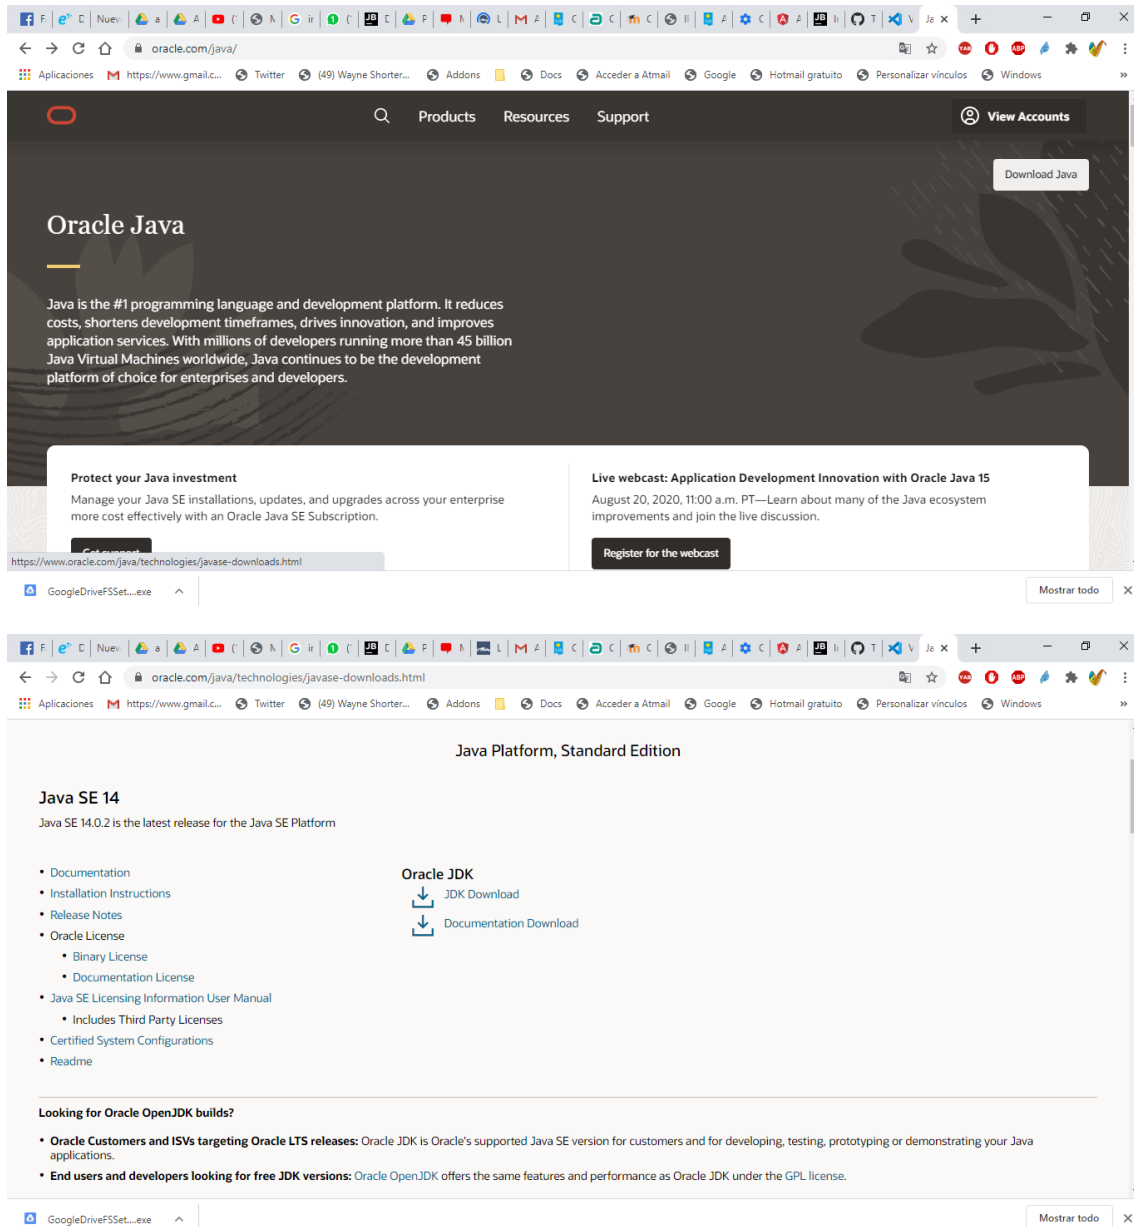 F. D Nuev. a A (' N ir (' D P N L A C C C II A C A Ir T V Ja
oracle.com/java/
Aplicaciones https://www.gmail.c... Twitter (49) Wayne Shorter... Addons Docs Acceder a Atmail Google Hotmail gratuito Personalizar vínculos Windows »
Products Resources Support View Accounts
Download Java
Oracle Java
Java is the #1 programming language and development platform. It reduces
costs, shortens development timeframes, drives innovation, and improves
application services. With millions of developers running more than 45 billion
Java Virtual Machines worldwide, Java continues to be the development
platform of choice for enterprises and developers.
Protect your Java investment
Manage your Java SE installations, updates, and upgrades across your enterprise
more cost effectively with an Oracle Java SE Subscription.
Get support
Live webcast: Application Development Innovation with Oracle Java 15
August 20, 2020, 11:00 a.m. PT—Learn about many of the Java ecosystem
improvements and join the live discussion.
Register for the webcast
https://www.oracle.com/java/technologies/javase-downloads.html
GoogleDriveFSSet....exe Mostrar todo
oracle.com/java/technologies/javase-downloads.html
Aplicaciones https://www.gmail.c... Twitter (49) Wayne Shorter... Addons Docs Acceder a Atmail Google Hotmail gratuito Personalizar vínculos Windows »
Java Platform, Standard Edition
Java SE 14
Java SE 14.0.2 is the latest release for the Java SE Platform
• Documentation
• Installation Instructions
• Release Notes
• Oracle License
• Binary License
• Documentation License
• Java SE Licensing Information User Manual
• Includes Third Party Licenses
• Certified System Configurations
• Readme
Oracle JDK
JDK Download
Documentation Download
Looking for Oracle OpenJDK builds?
• Oracle Customers and ISVs targeting Oracle LTS releases: Oracle JDK is Oracle's supported Java SE version for customers and for developing, testing, prototyping or demonstrating your Java
applications.
• End users and developers looking for free JDK versions: Oracle OpenJDK offers the same features and performance as Oracle JDK under the GPL license.
GoogleDriveFSSet....exe Mostrar todo